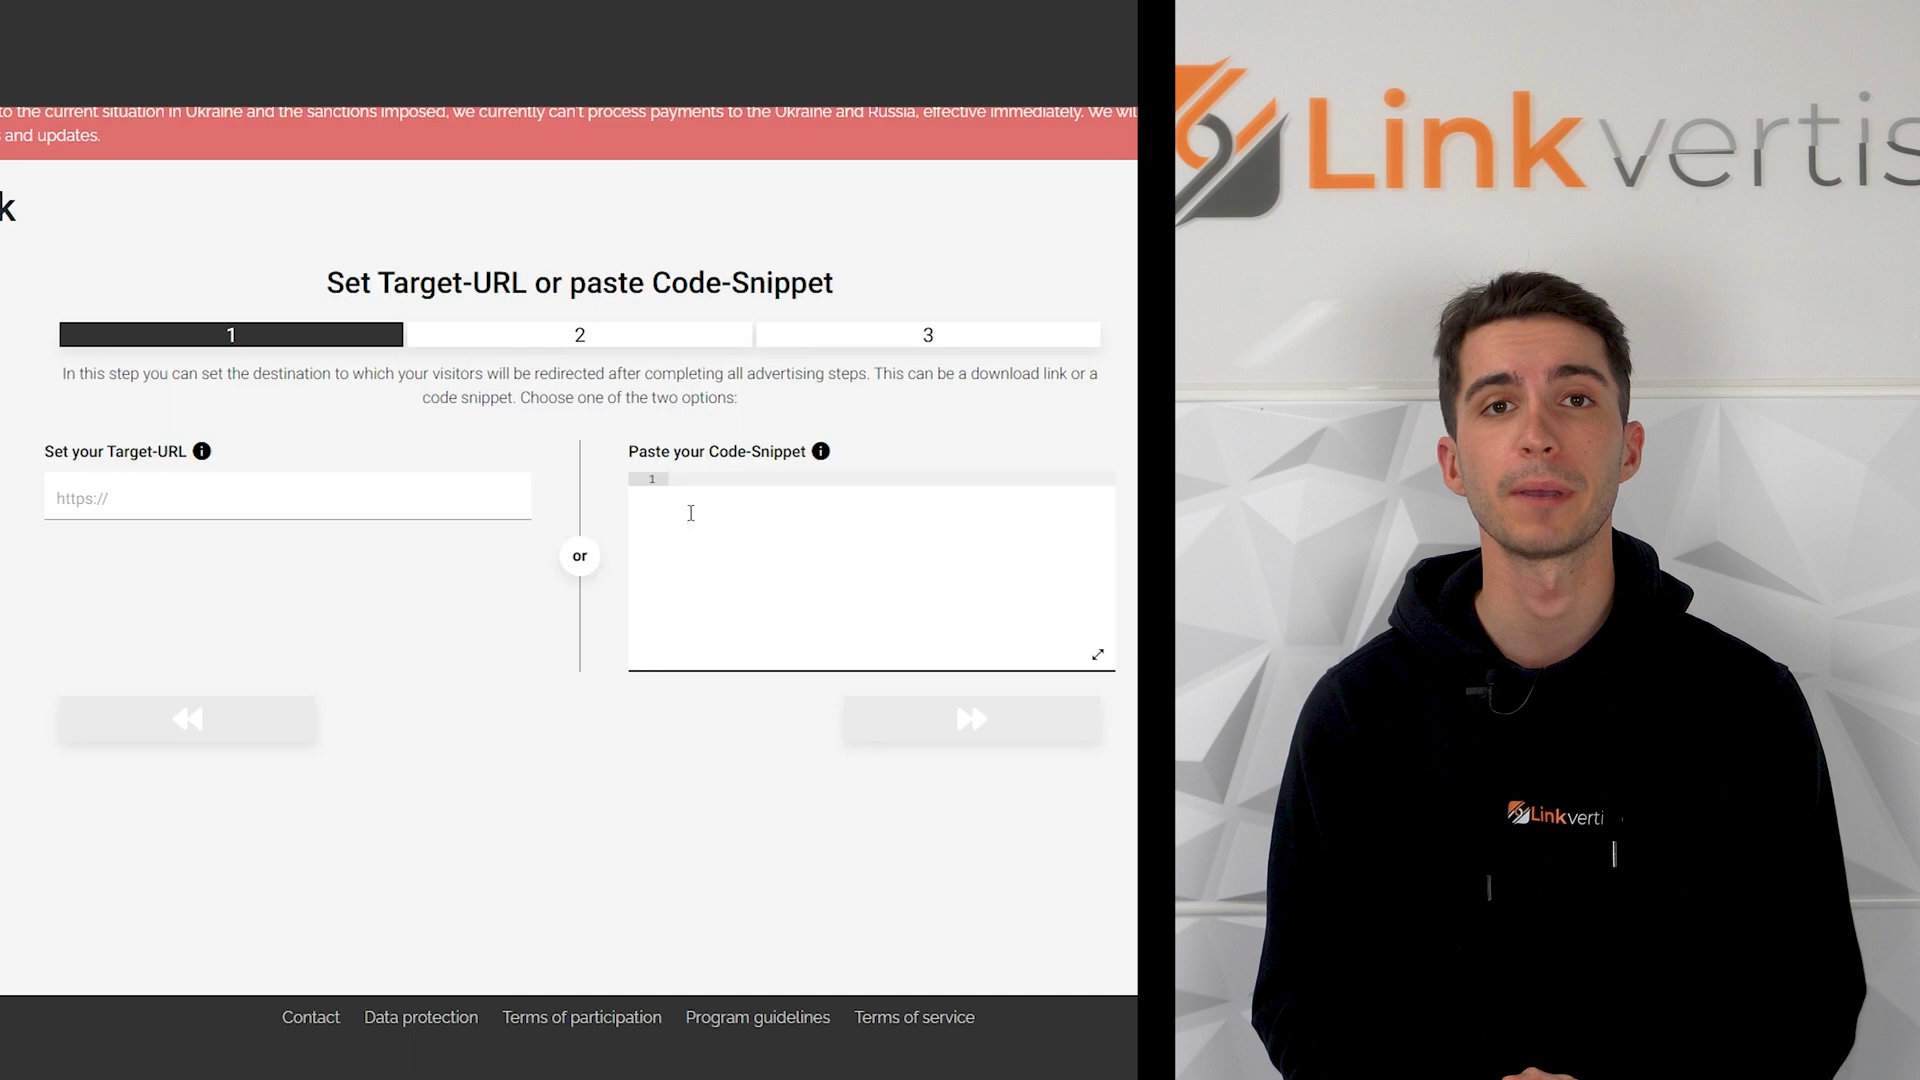 to the current situation in Ukraine and the sanctions imposed, we currently can't process payments to the Ukraine and Russia, effective immediately. We wil
and updates.
k
Set Target-URL or paste Code-Snippet
1
2
3
In this step you can set the destination to which your visitors will be redirected after completing all advertising steps. This can be a download link or a
code snippet. Choose one of the two options:
Set your Target-URL
https://
or
Paste your Code-Snippet
1
Contact
Data protection
Terms of participation
Program guidelines
Terms of service
Linkvertis
Linkverti